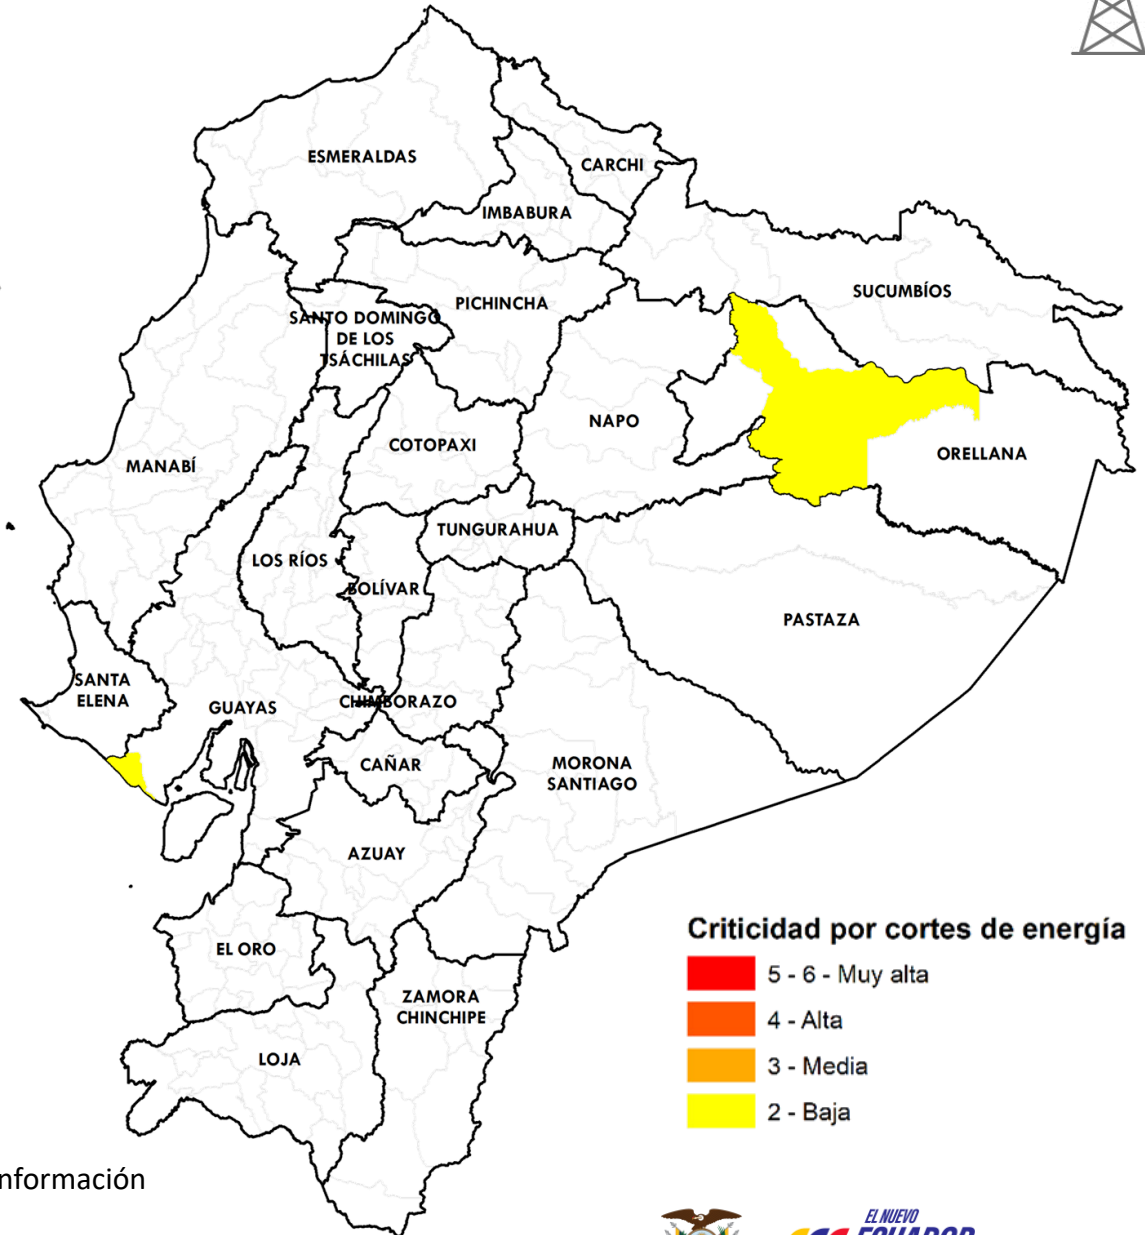 ESMERALDAS
CARCHI
IMBABURA
SUCUMBÍOS
PICHINCHA
SANTO DOMINGO
DE LOS
TSÁCHILAS
NAPO
COTOPAXI
ORELLANA
MANABÍ
TUNGURAHUA
LOS RÍOS
BOLÍVAR
PASTAZA
SANTA
ELENA
CHIMBORAZO
GUAYAS
CAÑAR
MORONA
SANTIAGO
AZUAY
EL ORO
ZAMORA
CHINCHIPE
LOJA
Criticidad por cortes de energía
5 - 6 - Muy alta
4 - Alta
3 - Media
2 - Baja
nformación
EL NUEVO
ECUADOR